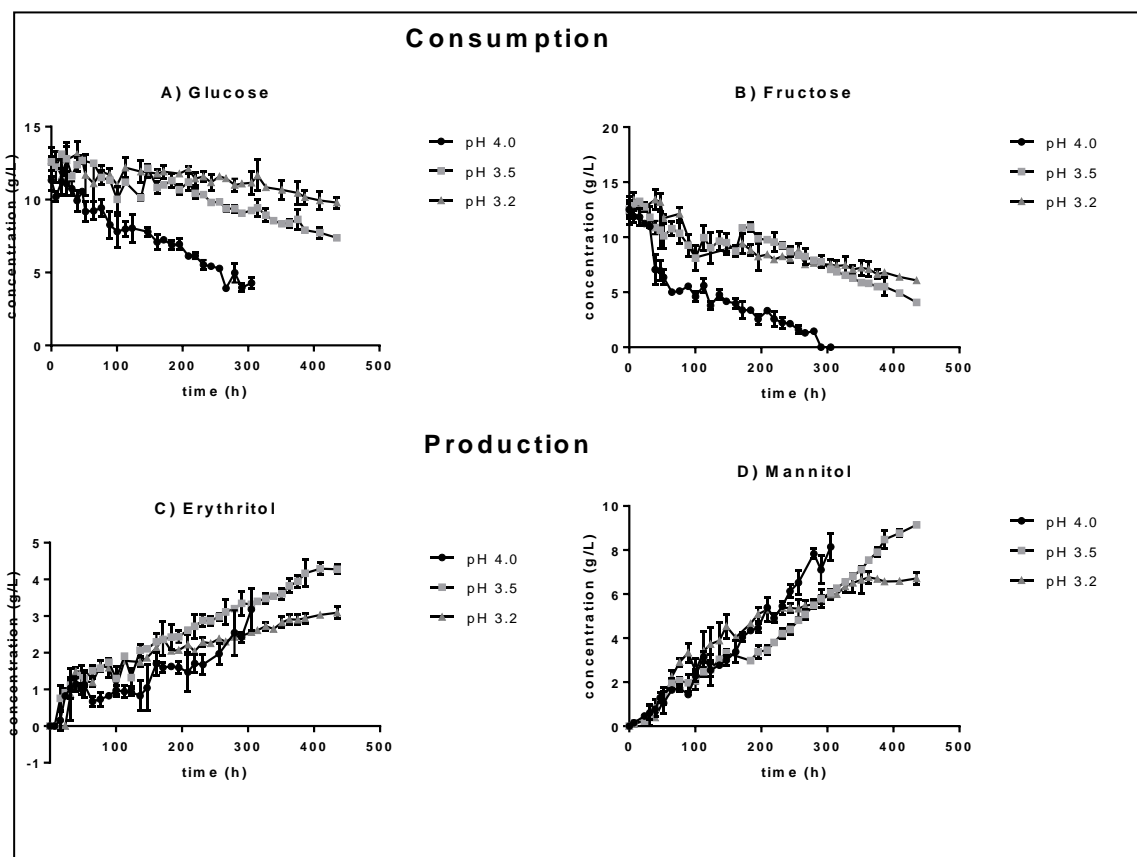 Consumption
A) Glucose
15
10
5
0
0 100 200 300 400 500
concentration (g/L)
time (h)
pH 4.0
pH 3.5
pH 3.2
B) Fructose
20
15
10
5
0
0 100 200 300 400 500
concentration (g/L)
time (h)
pH 4.0
pH 3.5
pH 3.2
Production
C) Erythritol
5
4
3
2
1
0
-1
100 200 300 400 500
concentration (g/L)
time (h)
pH 4.0
pH 3.5
pH 3.2
D) Mannitol
10
8
6
4
2
0
0 100 200 300 400 500
concentration (g/L)
time (h)
pH 4.0
pH 3.5
pH 3.2